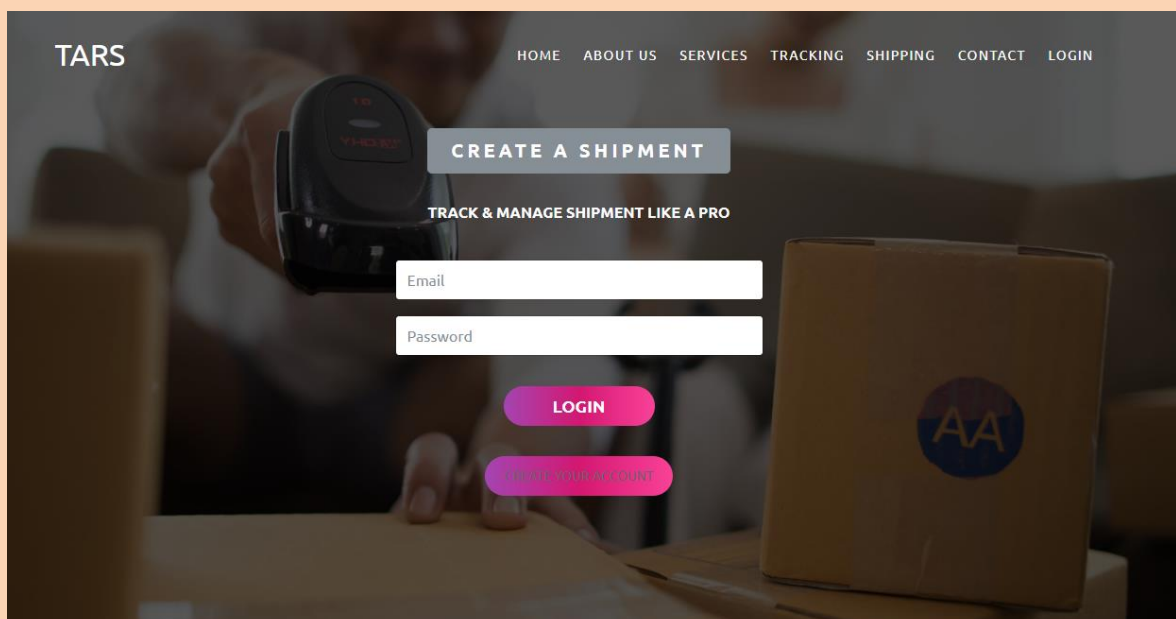 TARS
HOME ABOUT US SERVICES TRACKING SHIPPING CONTACT LOGIN
CREATE A SHIPMENT
TRACK & MANAGE SHIPMENT LIKE A PRO
Email
Password
LOGIN
CREATE YOUR ACCOUNT
AA